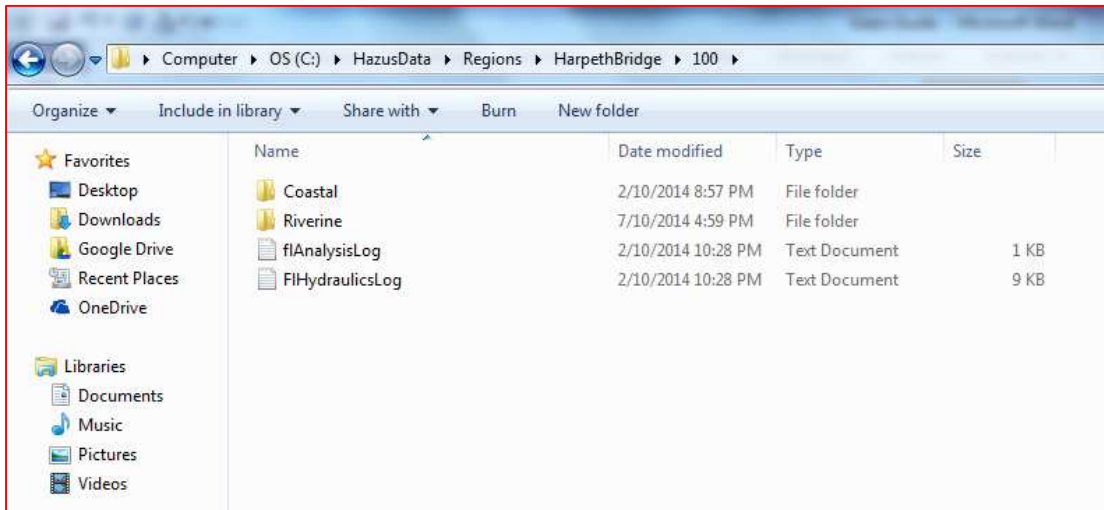 Computer ▸ OS (C:) ▸ HazusData ▸ Regions ▸ HarpethBridge ▸ 100 ▸
Organize ▾ Include in library ▾ Share with ▾ Burn New folder
Favorites
Desktop
Downloads
Google Drive
Recent Places
OneDrive
Libraries
Documents
Music
Pictures
Videos
Name Date modified Type Size
Coastal 2/10/2014 8:57 PM File folder
Riverine 7/10/2014 4:59 PM File folder
flAnalysisLog 2/10/2014 10:28 PM Text Document 1 KB
FlHydraulicsLog 2/10/2014 10:28 PM Text Document 9 KB